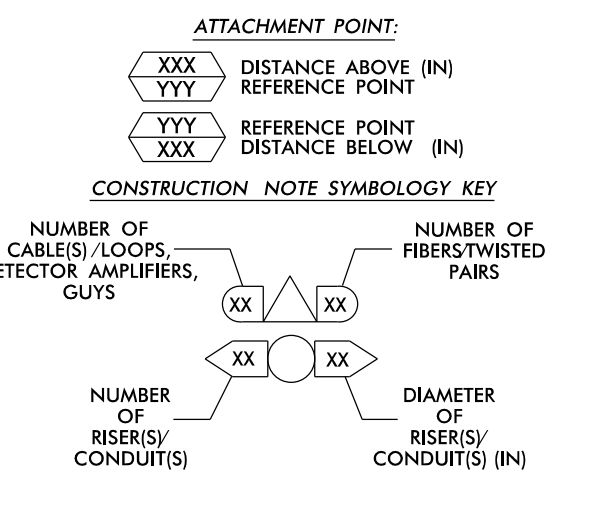 ATTACHMENT POINT:
XXX
YYY
DISTANCE ABOVE (IN)
REFERENCE POINT
YYY
XXX
REFERENCE POINT
DISTANCE BELOW (IN)
CONSTRUCTION NOTE SYMBOLOGY KEY
NUMBER OF
CABLE(S)/LOOPS,
ETECTOR AMPLIFIERS,
GUYS
NUMBER OF
FIBERS/TWISTED
PAIRS
XX
XX
XX
XX
NUMBER
OF
RISER(S)/
CONDUIT(S)
DIAMETER
OF
RISER(S)/
CONDUIT(S) (IN)